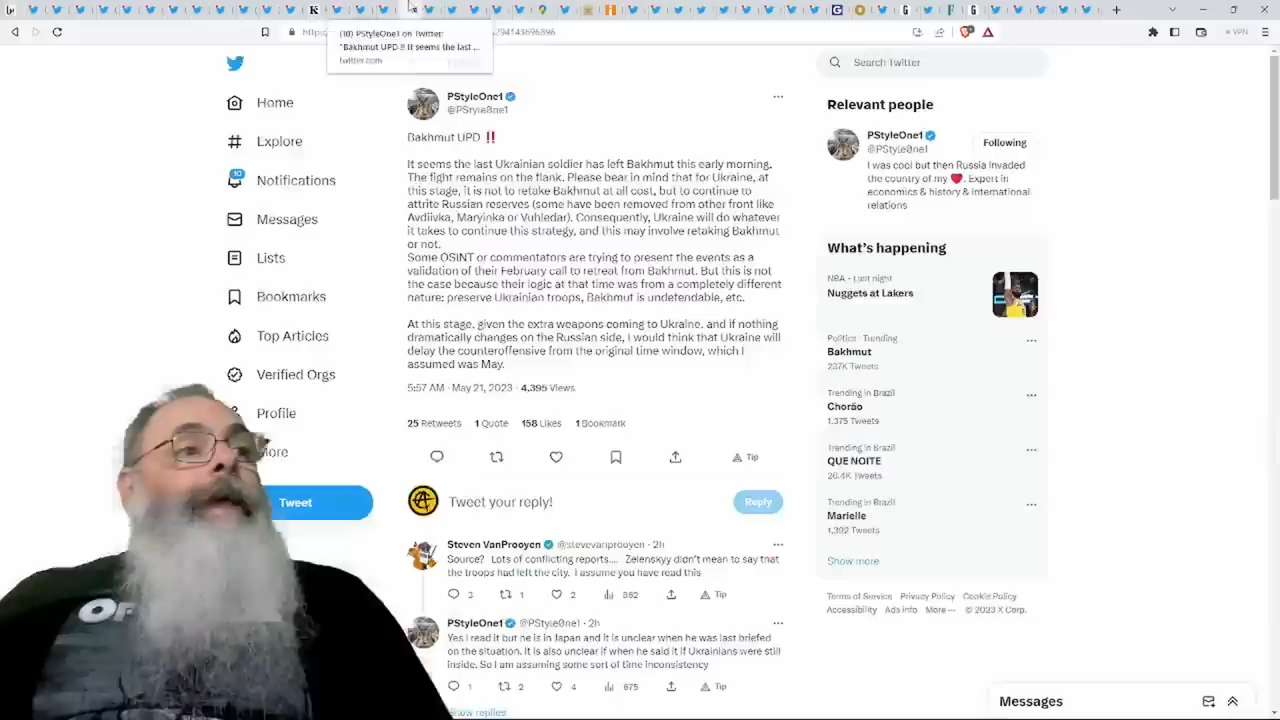 https:
294143696896
VPN
(10) PStyleOne1 on Twitter:
"Bakhmut UPD ‼ It seems the last ...
twitter.com
Search Twitter
Home
Explore
10
Notifications
Messages
Lists
Bookmarks
Top Articles
Verified Orgs
Profile
More
Tweet
PStyleOne1
@PStyle0ne1
Bakhmut UPD ‼
It seems the last Ukrainian soldier has left Bakhmut this early morning.
The fight remains on the flank. Please bear in mind that for Ukraine, at
this stage, it is not to retake Bakhmut at all cost, but to continue to
attrite Russian reserves (some have been removed from other front like
Avdiivka, Maryinka or Vuhledar). Consequently, Ukraine will do whatever
it takes to continue this strategy, and this may involve retaking Bakhmut
or not.
Some OSINT or commentators are trying to present the events as a
validation of their February call to retreat from Bakhmut. But this is not
the case because their logic at that time was from a completely different
nature: preserve Ukrainian troops, Bakhmut is undefendable, etc.
At this stage, given the extra weapons coming to Ukraine, and if nothing
dramatically changes on the Russian side, I would think that Ukraine will
delay the counteroffensive from the original time window, which I
assumed was May.
5:57 AM · May 21, 2023 · 4,395 Views
25 Retweets 1 Quote 158 Likes 1 Bookmark
Tip
Tweet your reply!
Reply
Steven VanProoyen @stevevanprooyen · 2h
Source? Lots of conflicting reports.... Zelenskyy didn't mean to say that
the troops had left the city. I assume you have read this
3 1 2 862 Tip
PStyleOne1 @PStyle0ne1 · 2h
Yes I read it but he is in Japan and it is unclear when he was last briefed
on the situation. It is also unclear if when he said it if Ukrainians were still
inside. So I am assuming some sort of time inconsistency
1 2 4 675 Tip
Show replies
Relevant people
PStyleOne1
@PStyle0ne1
Following
I was cool but then Russia invaded
the country of my ❤. Expert in
economics & history & international
relations
What's happening
NBA · Last night
Nuggets at Lakers
Politics · Trending
Bakhmut
237K Tweets
Trending in Brazil
Chorão
1,375 Tweets
Trending in Brazil
QUE NOITE
26.4K Tweets
Trending in Brazil
Marielle
1,392 Tweets
Show more
Terms of Service Privacy Policy Cookie Policy
Accessibility Ads info More ··· © 2023 X Corp.
Messages